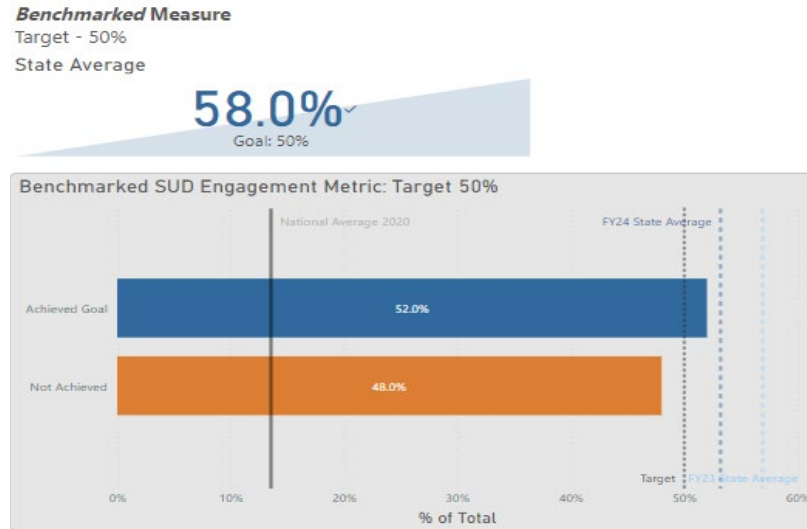 Benchmarked Measure
Target - 50%
State Average
58.0%
Goal: 50%
Benchmarked SUD Engagement Metric: Target 50%
National Average 2020
FY24 State Average
Achieved Goal
52.0%
Not Achieved
48.0%
Target
FY23 State Average
0%
10%
20%
30%
40%
50%
60%
% of Total